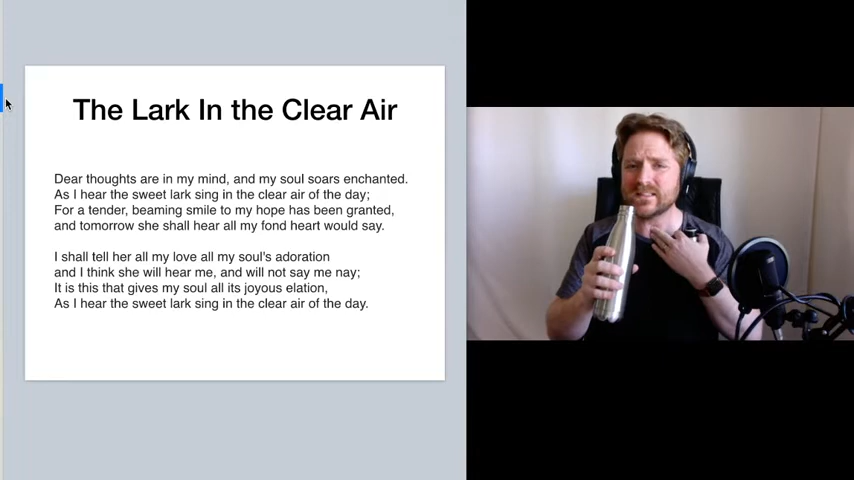 The Lark In the Clear Air
Dear thoughts are in my mind, and my soul soars enchanted.
As I hear the sweet lark sing in the clear air of the day;
For a tender, beaming smile to my hope has been granted,
and tomorrow she shall hear all my fond heart would say.
I shall tell her all my love all my soul's adoration
and I think she will hear me, and will not say me nay;
It is this that gives my soul all its joyous elation,
As I hear the sweet lark sing in the clear air of the day.